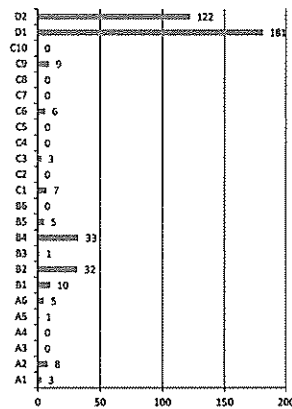 D2 122
D1 181
C10 0
C9 9
C8 0
C7 0
C6 6
C5 0
C4 0
C3 3
C2 0
C1 7
B6 0
B5 5
B4 33
B3 1
B2 32
B1 10
A6 5
A5 1
A4 0
A3 0
A2 8
A1 3
0 50 100 150 200